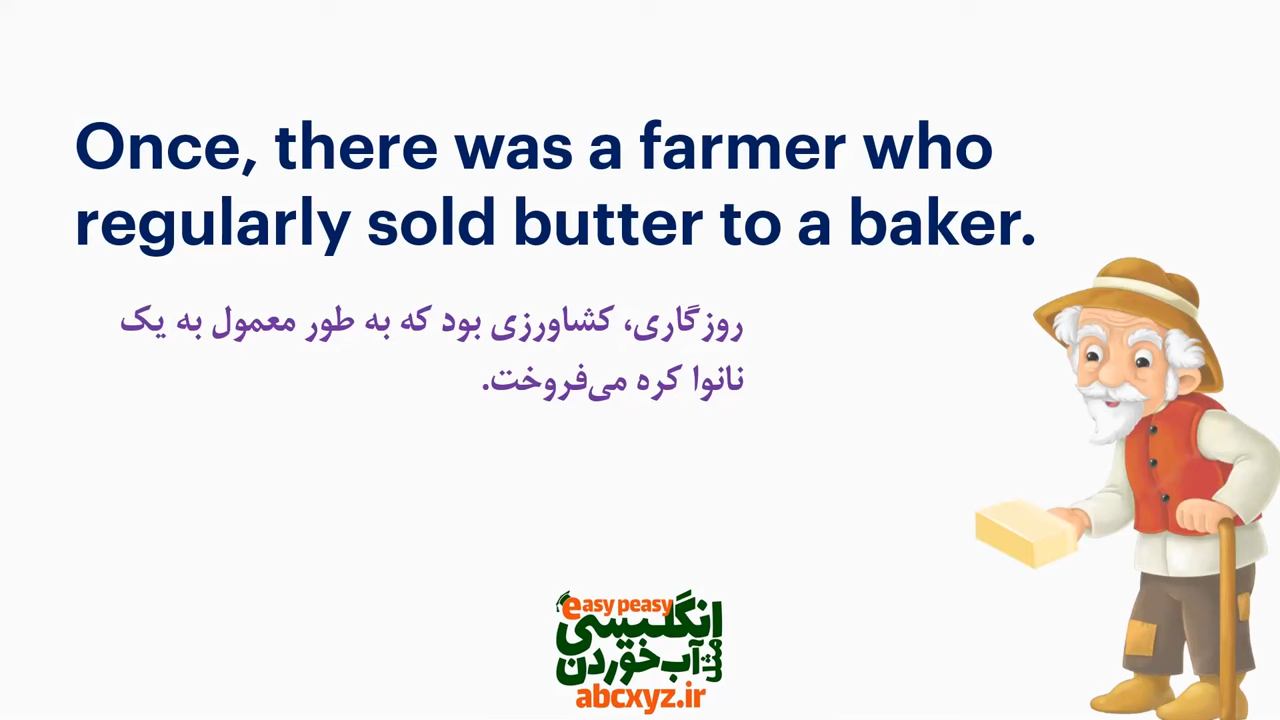 Once, there was a farmer who
regularly sold butter to a baker.
روزگاری، کشاورزی بود که به طور معمول به یک
نانوا کره می‌فروخت.
easy peasy
انگلیسی
مثل آب خوردن
abcxyz.ir